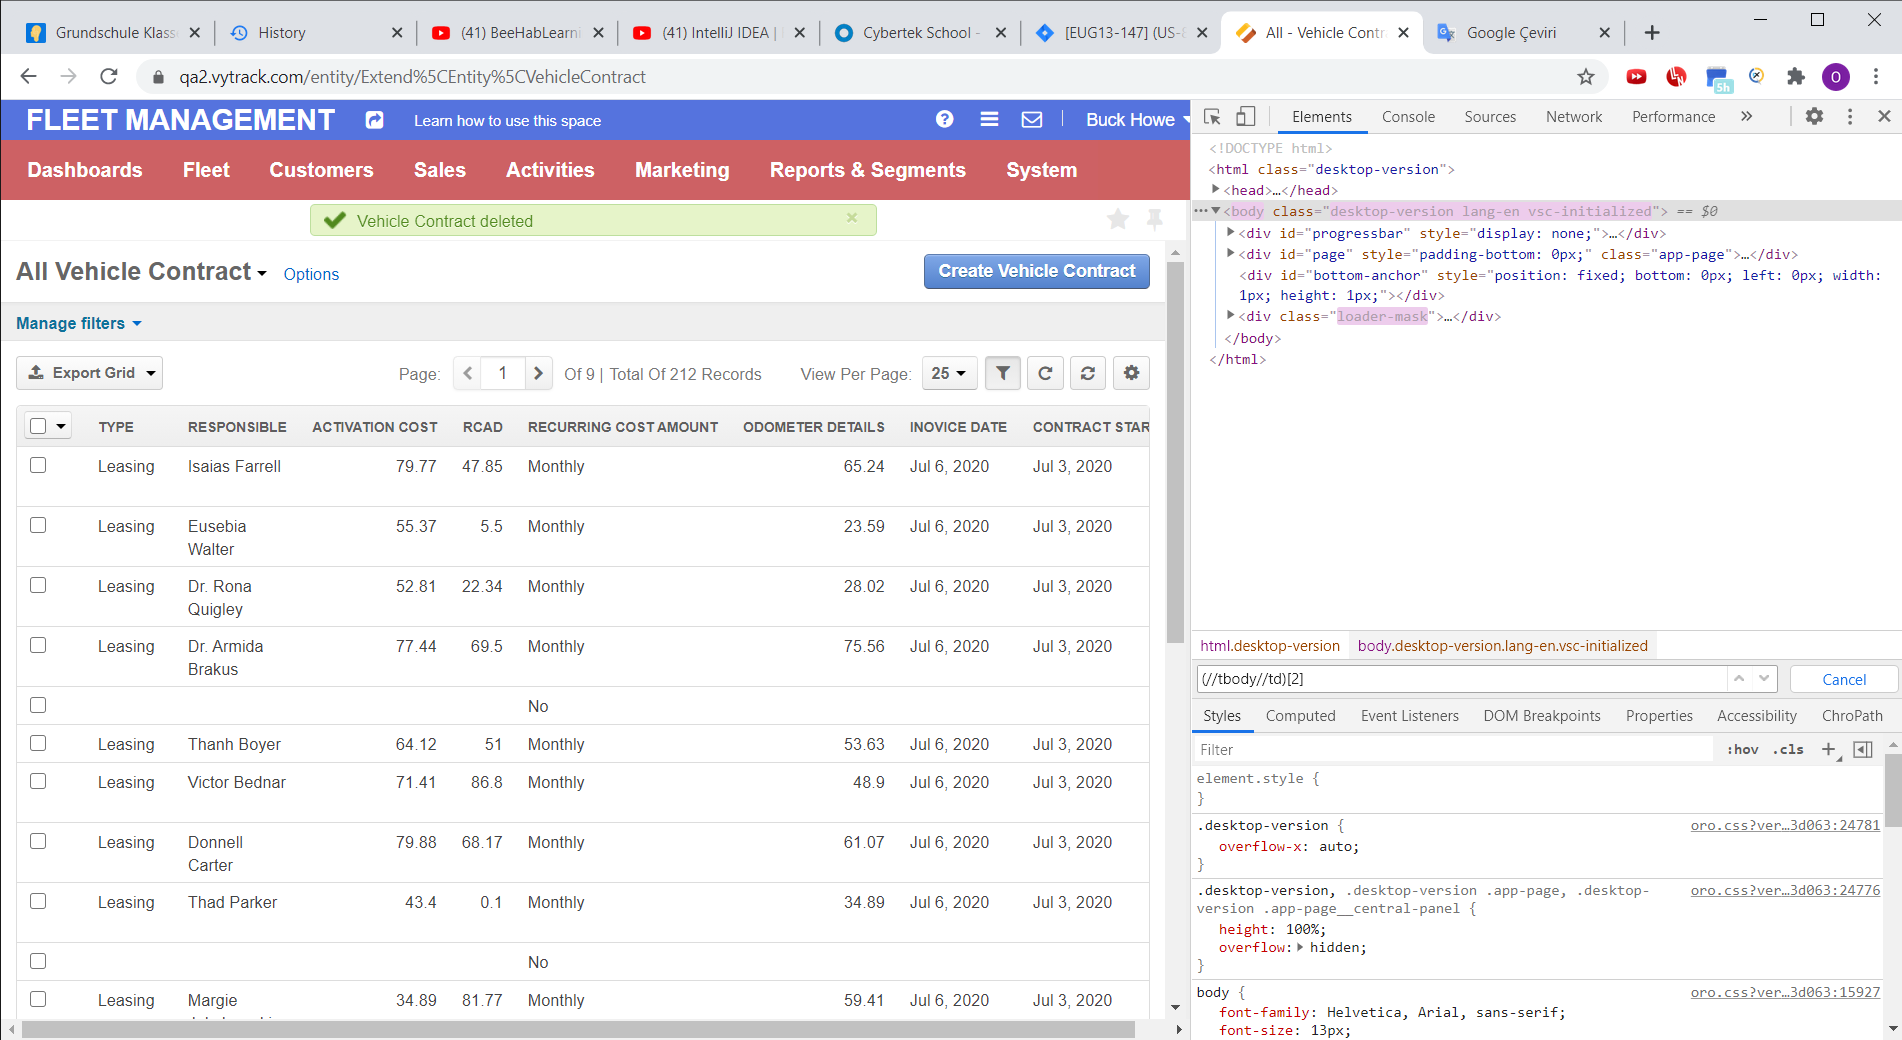 Grundschule Klass
History
(41) BeeHabLearni
(41) IntelliJ IDEA |
Cybertek School -
[EUG13-147] (US-8
All - Vehicle Contr
Google Çeviri
qa2.vytrack.com/entity/Extend%5CEntity%5CVehicleContract
5h
O
FLEET MANAGEMENT
Learn how to use this space
Buck Howe
Dashboards
Fleet
Customers
Sales
Activities
Marketing
Reports & Segments
System
Vehicle Contract deleted
×
All Vehicle Contract
Options
Create Vehicle Contract
Manage filters
Export Grid
Page:
1
Of 9 | Total Of 212 Records
View Per Page:
25
TYPE RESPONSIBLE ACTIVATION COST RCAD RECURRING COST AMOUNT ODOMETER DETAILS INOVICE DATE CONTRACT STAR
Leasing Isaias Farrell 79.77 47.85 Monthly 65.24 Jul 6, 2020 Jul 3, 2020
Leasing Eusebia 55.37 5.5 Monthly 23.59 Jul 6, 2020 Jul 3, 2020
Walter
Leasing Dr. Rona 52.81 22.34 Monthly 28.02 Jul 6, 2020 Jul 3, 2020
Quigley
Leasing Dr. Armida 77.44 69.5 Monthly 75.56 Jul 6, 2020 Jul 3, 2020
Brakus
No
Leasing Thanh Boyer 64.12 51 Monthly 53.63 Jul 6, 2020 Jul 3, 2020
Leasing Victor Bednar 71.41 86.8 Monthly 48.9 Jul 6, 2020 Jul 3, 2020
Leasing Donnell 79.88 68.17 Monthly 61.07 Jul 6, 2020 Jul 3, 2020
Carter
Leasing Thad Parker 43.4 0.1 Monthly 34.89 Jul 6, 2020 Jul 3, 2020
No
Leasing Margie 34.89 81.77 Monthly 59.41 Jul 6, 2020 Jul 3, 2020
Elements
Console
Sources
Network
Performance
»
<!DOCTYPE html>
<html class="desktop-version">
<head>…</head>
<body class="desktop-version lang-en vsc-initialized"> == $0
<div id="progressbar" style="display: none;">…</div>
<div id="page" style="padding-bottom: 0px;" class="app-page">…</div>
<div id="bottom-anchor" style="position: fixed; bottom: 0px; left: 0px; width:
1px; height: 1px;"></div>
<div class="loader-mask">…</div>
</body>
</html>
html.desktop-version
body.desktop-version.lang-en.vsc-initialized
(//tbody//td)[2]
Cancel
Styles
Computed
Event Listeners
DOM Breakpoints
Properties
Accessibility
ChroPath
Filter
:hov .cls +
element.style {
}
.desktop-version { oro.css?ver…3d063:24781
overflow-x: auto;
}
.desktop-version, .desktop-version .app-page, .desktop- oro.css?ver…3d063:24776
version .app-page__central-panel {
height: 100%;
overflow: hidden;
}
body { oro.css?ver…3d063:15927
font-family: Helvetica, Arial, sans-serif;
font-size: 13px;